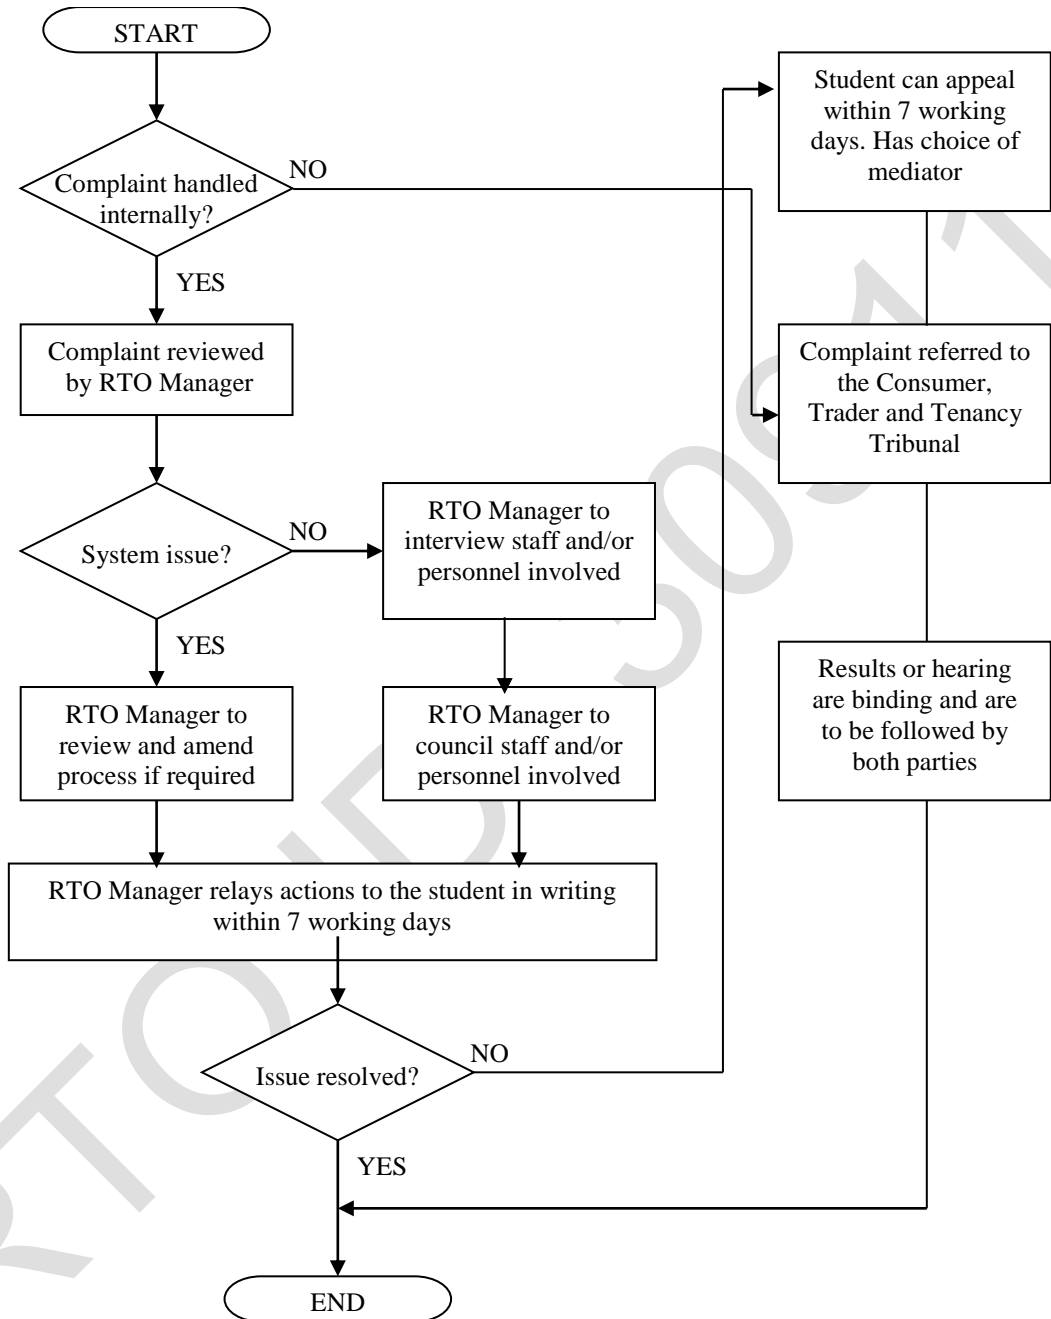 START
Complaint handled
internally?
NO
YES
Complaint reviewed
by RTO Manager
System issue?
NO
YES
RTO Manager to
interview staff and/or
personnel involved
RTO Manager to
review and amend
process if required
RTO Manager to
council staff and/or
personnel involved
RTO Manager relays actions to the student in writing
within 7 working days
Issue resolved?
NO
YES
END
Student can appeal
within 7 working
days. Has choice of
mediator
Complaint referred to
the Consumer,
Trader and Tenancy
Tribunal
Results or hearing
are binding and are
to be followed by
both parties